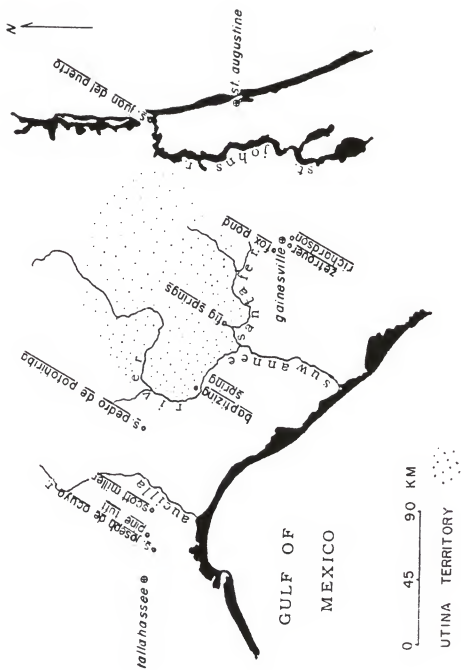 N
s. juan del puerto
st. augustine
st. johns r.
s. pedro de potohiriba
river
suwannee
santa fe r.
fig springs
baptizing
spring
fox pond
gainesville
zetrouer
richardson
aucilla
r.
s. joseph de ocuya
pine tuft
scott miller
tallahassee
GULF OF
MEXICO
0 45 90 KM
UTINA TERRITORY